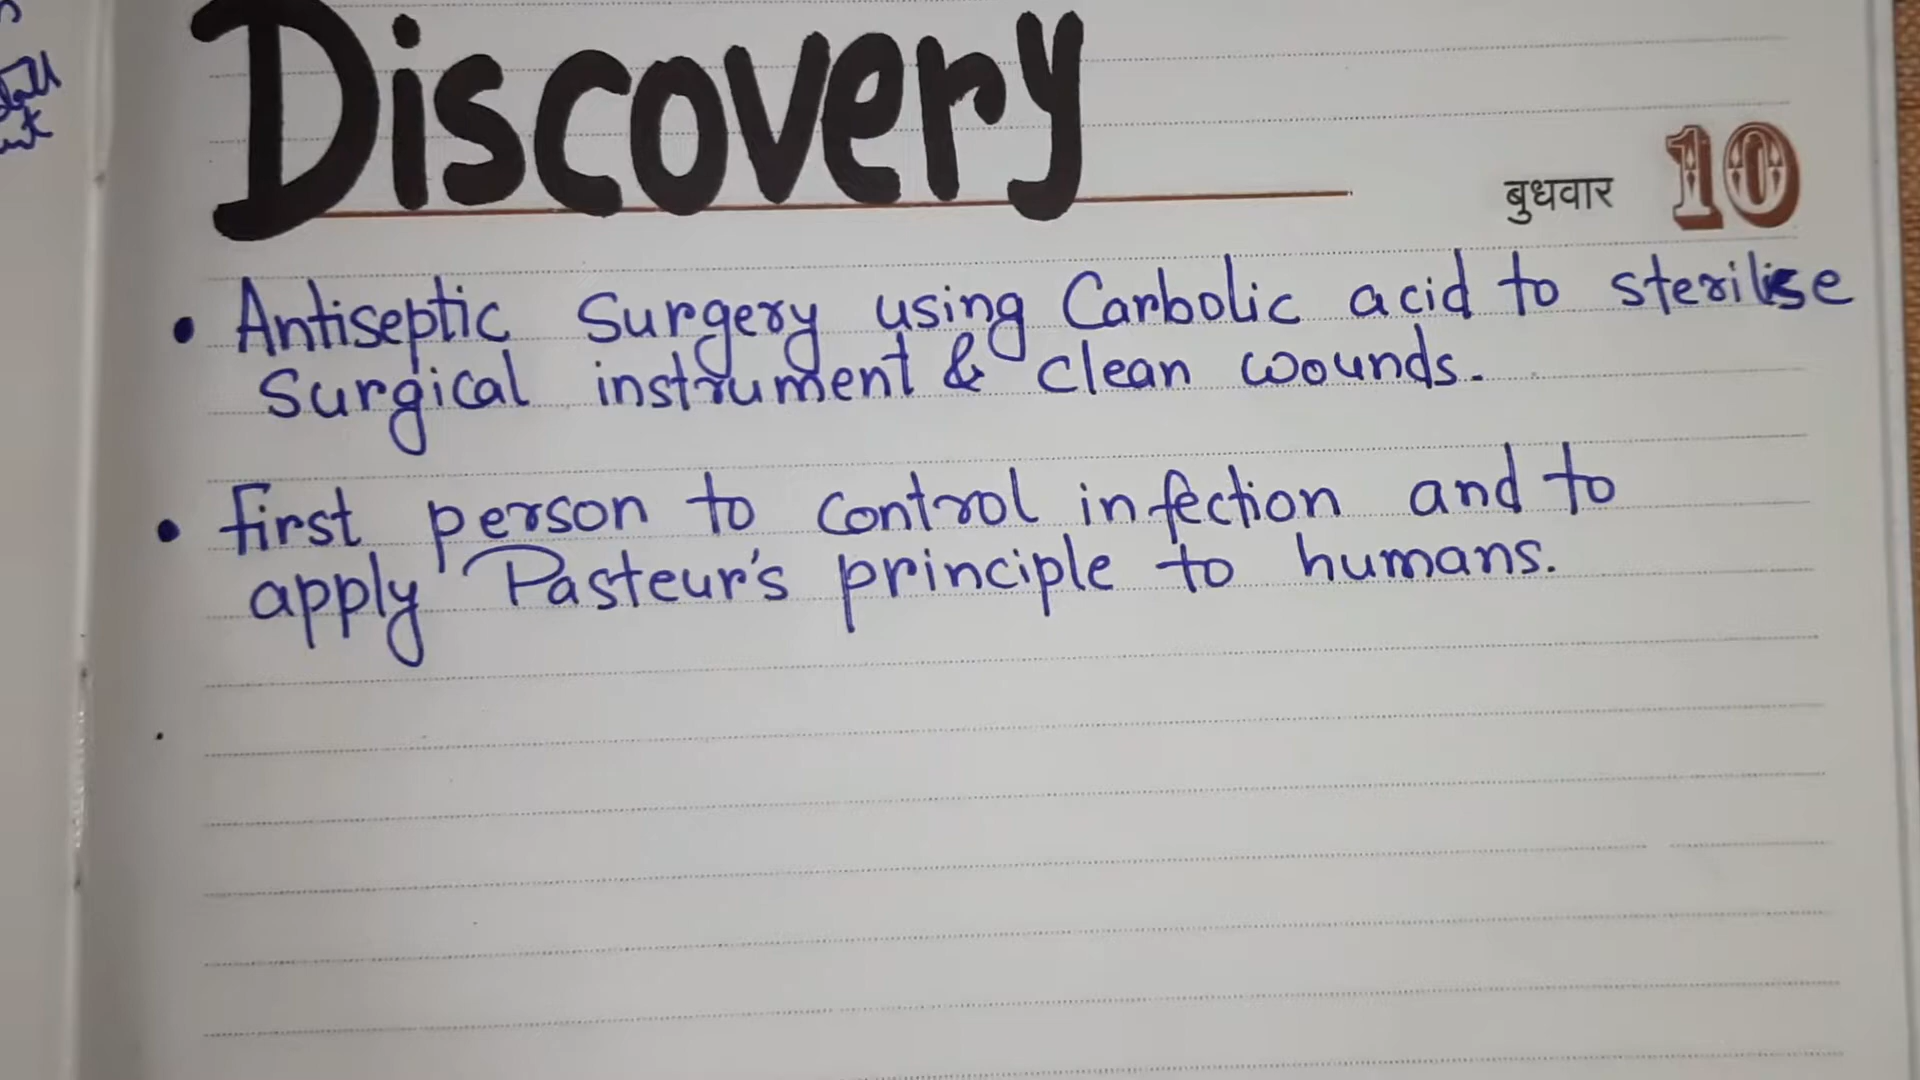 Discovery
बुधवार 10
• Antiseptic Surgery using Carbolic acid to sterilise
Surgical instrument & clean wounds.
• first person to control infection and to
apply Pasteur's principle to humans.